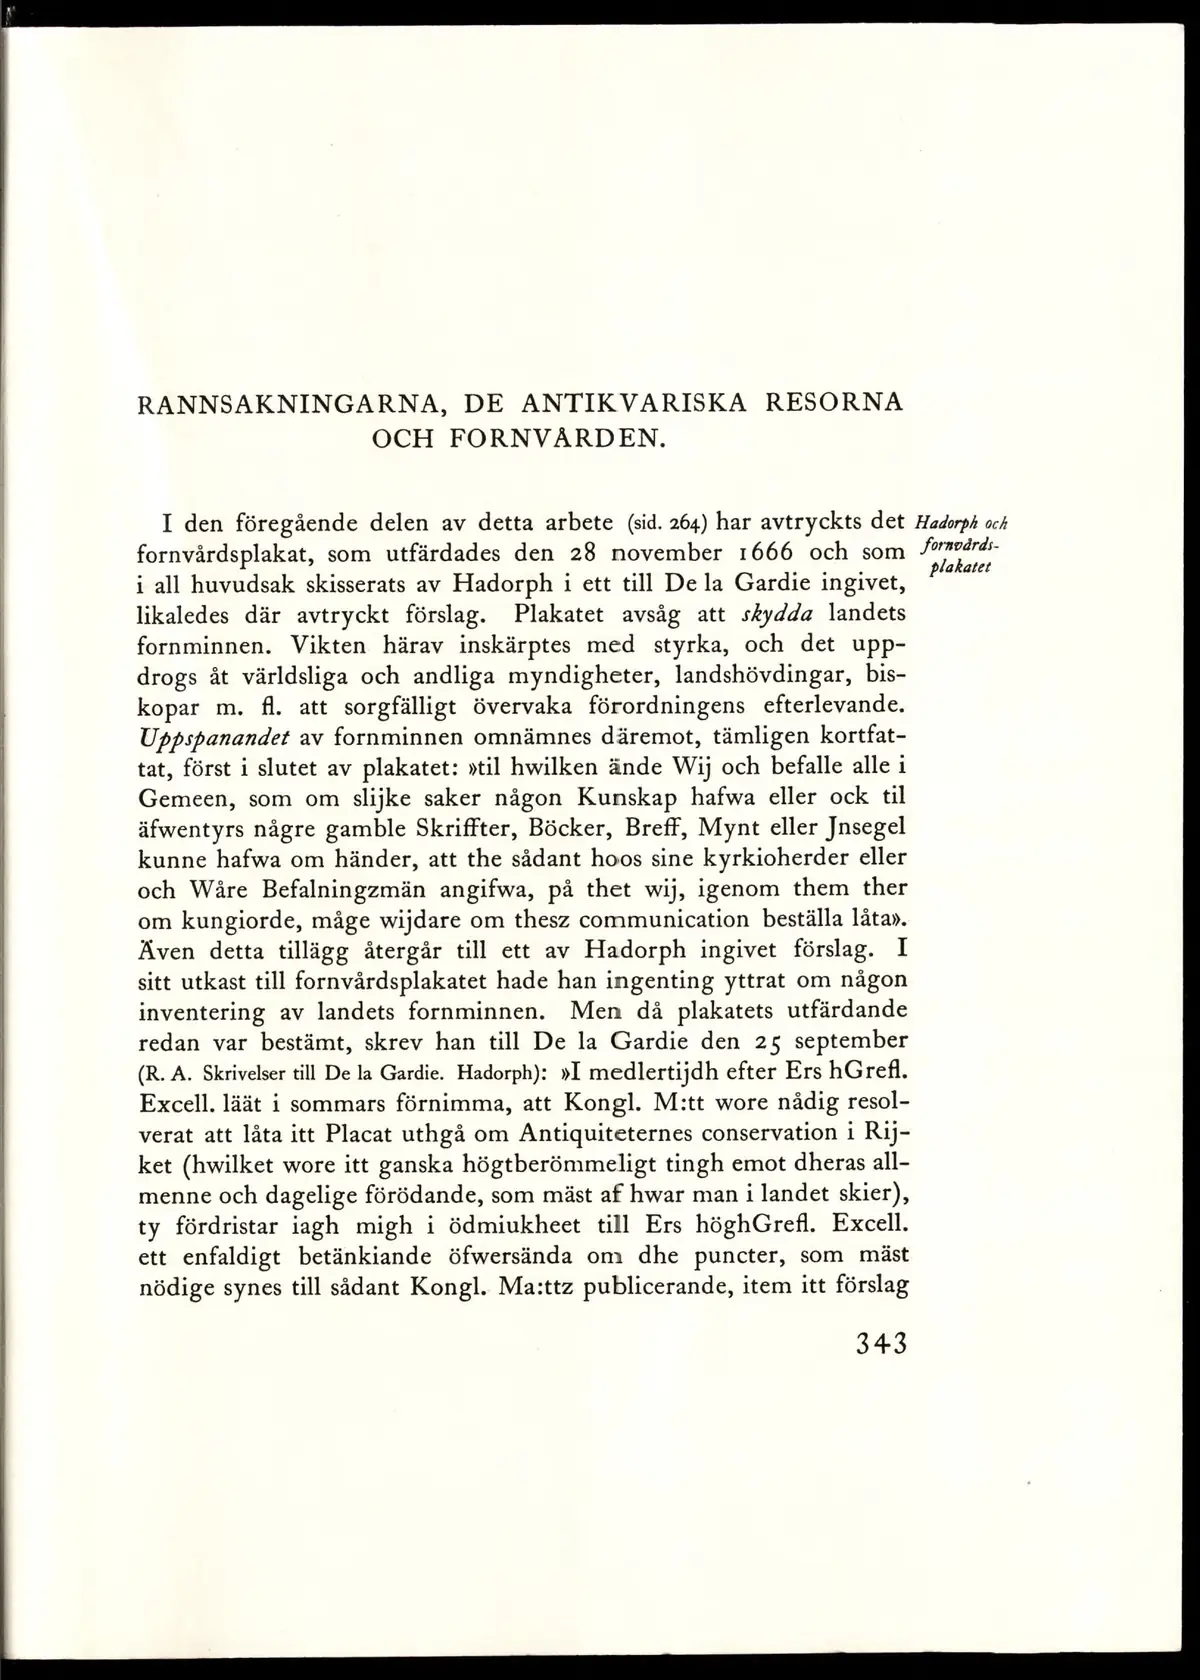 RANNSAKNINGARNA, DE ANTIKVARISKA RESORNA
OCH FORNVÅRDEN.
I den föregående delen av detta arbete (sid. 264) har avtryckts det
fornvårdsplakat, som utfärdades den 28 november 1666 och som
i all huvudsak skisserats av Hadorph i ett till De la Gardie ingivet,
likaledes där avtryckt förslag. Plakatet avsåg att skydda landets
fornminnen. Vikten härav inskärptes med styrka, och det upp-
drogs åt världsliga och andliga myndigheter, landshövdingar, bis-
kopar m. fl. att sorgfälligt övervaka förordningens efterlevande.
Uppspanandet av fornminnen omnämnes däremot, tämligen kortfat-
tat, först i slutet av plakatet: »til hwilken ände Wij och befalle alle i
Gemeen, som om slijke saker någon Kunskap hafwa eller ock til
äfwentyrs någre gamble Skriffter, Böcker, Breff, Mynt eller Jnsegel
kunne hafwa om händer, att the sådant hoos sine kyrkioherder eller
och Wåre Befalningzmän angifwa, på thet wij, igenom them ther
om kungiorde, måge wijdare om thesz communication beställa låta».
Även detta tillägg återgår till ett av Hadorph ingivet förslag. I
sitt utkast till fornvårdsplakatet hade han ingenting yttrat om någon
inventering av landets fornminnen. Men då plakatets utfärdande
redan var bestämt, skrev han till De la Gardie den 25 september
(R. A. Skrivelser till De la Gardie. Hadorph): »I medlertijdh efter Ers hGrefl.
Excell. läät i sommars förnimma, att Kongl. M:tt wore nådig resol-
verat att låta itt Placat uthgå om Antiquiteternes conservation i Rij-
ket (hwilket wore itt ganska högtberömmeligt tingh emot dheras all-
menne och dagelige förödande, som mäst af hwar man i landet skier),
ty fördristar iagh migh i ödmiukheet till Ers höghGrefl. Excell.
ett enfaldigt betänkiande öfwersända om dhe puncter, som mäst
nödige synes till sådant Kongl. Ma:ttz publicerande, item itt förslag
Hadorph och
fornvårds-
plakatet
343